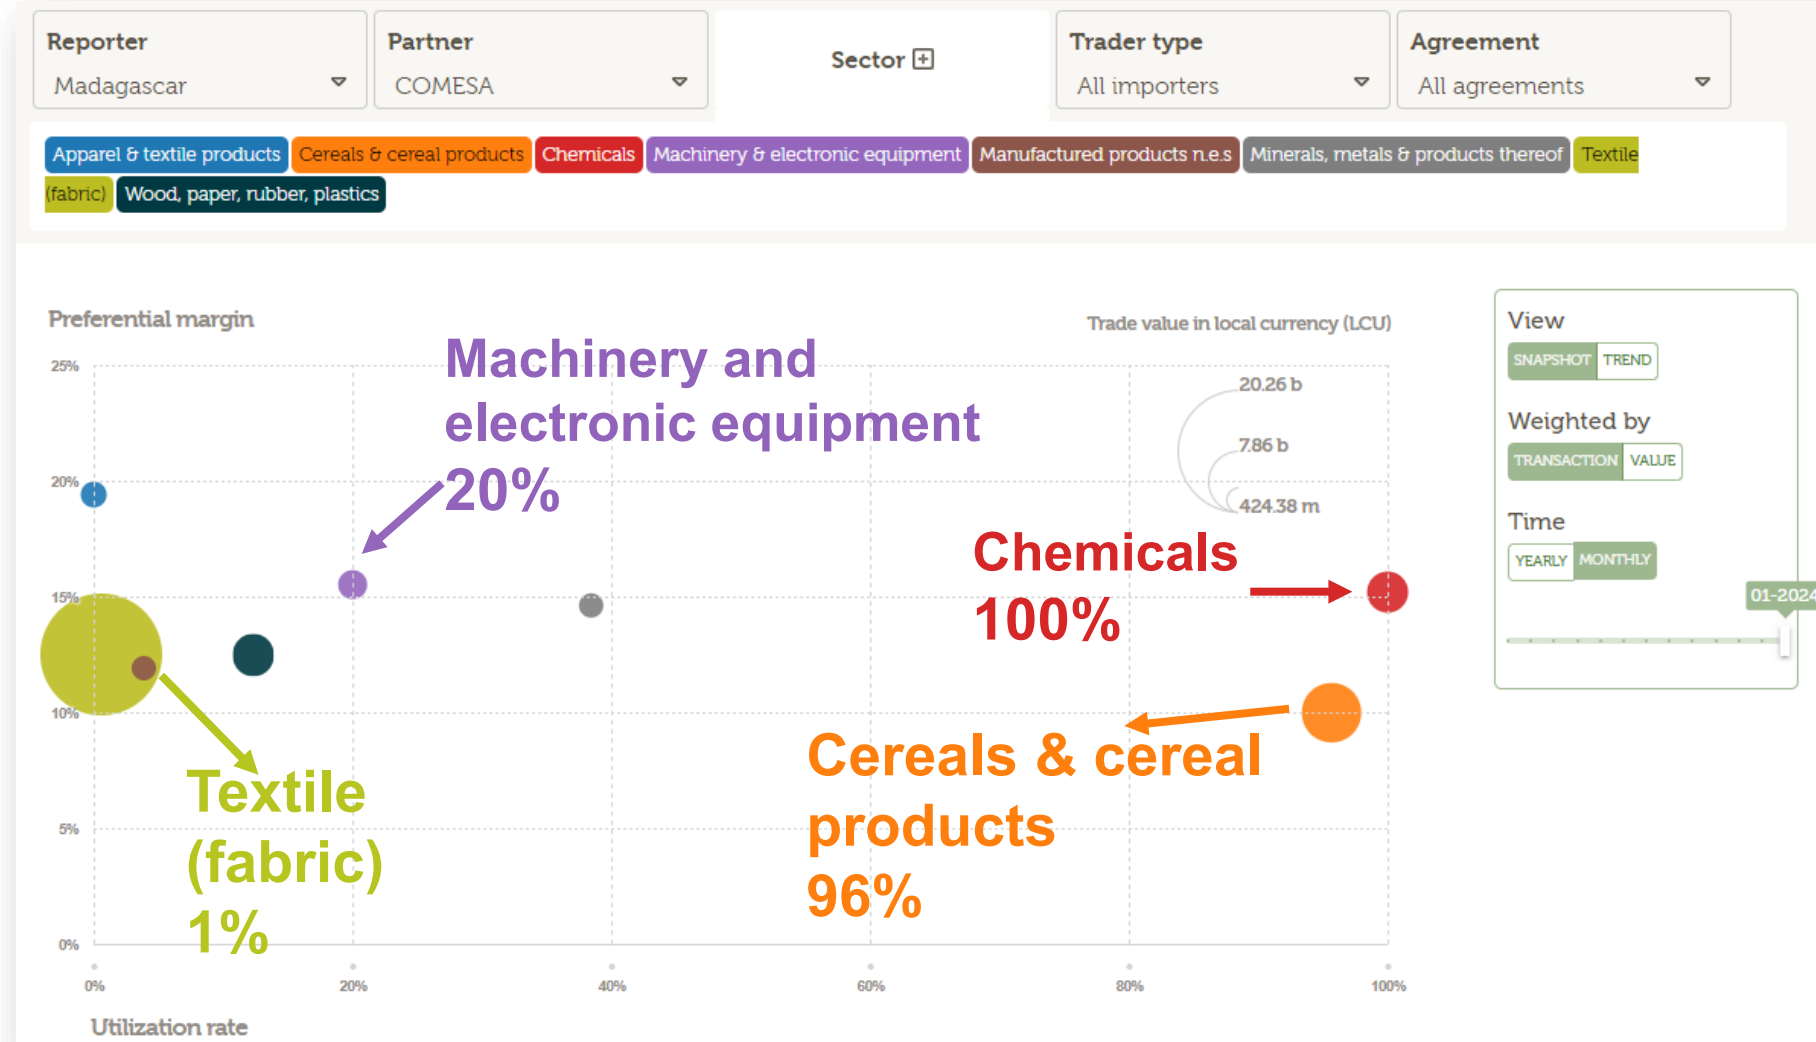 Reporter
Madagascar
Partner
COMESA
Sector
Trader type
All importers
Agreement
All agreements
Apparel & textile products Cereals & cereal products Chemicals Machinery & electronic equipment Manufactured products n.e.s Minerals, metals & products thereof Textile
(fabric) Wood, paper, rubber, plastics
Preferential margin
Trade value in local currency (LCU)
20.26 b
7.86 b
424.38 m
25%
20%
15%
10%
5%
0%
Machinery and
electronic equipment
20%
Chemicals
100%
Cereals & cereal
products
96%
Textile
(fabric)
1%
0% 20% 40% 60% 80% 100%
Utilization rate
View
SNAPSHOT TREND
Weighted by
TRANSACTION VALUE
Time
YEARLY MONTHLY
01-2024